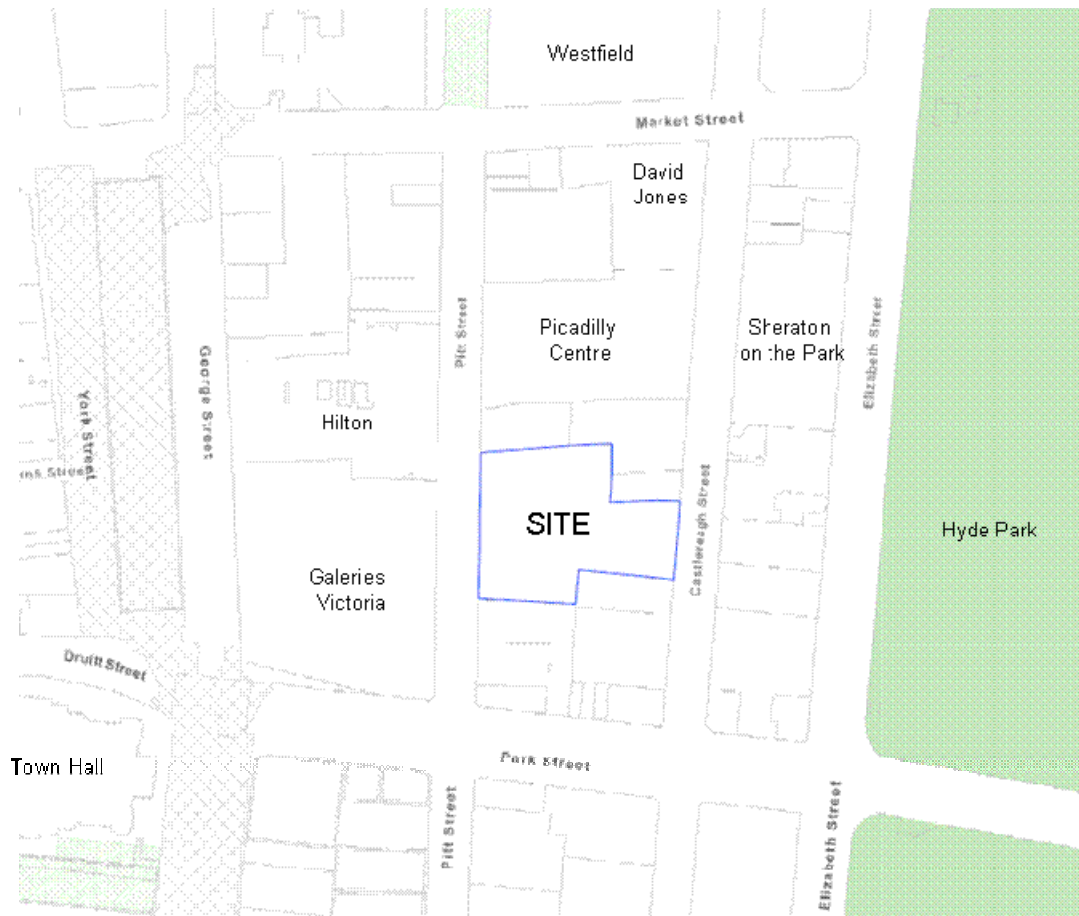 Westfield
Market Street
David
Jones
Pitt Street
Picadilly
Centre
Sheraton
on the Park
Elizabeth Street
George Street
York Street
Hilton
Street
SITE
Castlereagh Street
Hyde Park
Galeries
Victoria
Druitt Street
Town Hall
Park Street
Pitt Street
Elizabeth Street